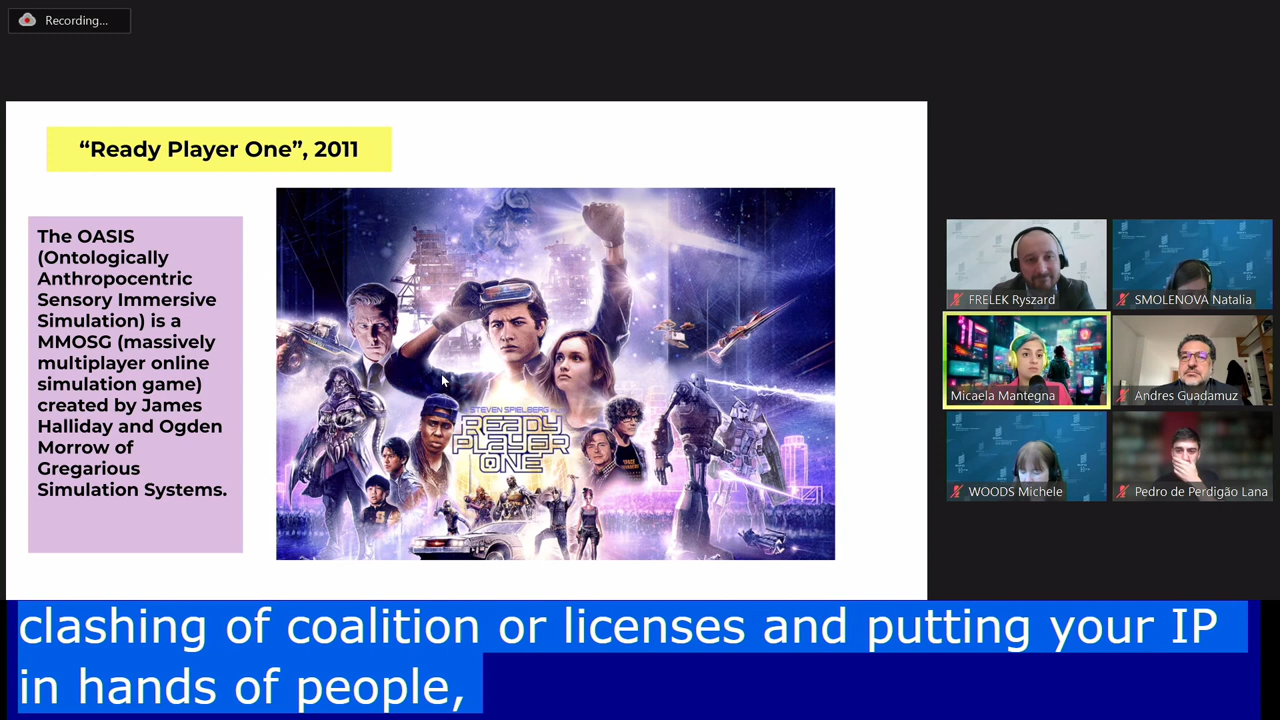 Recording...
“Ready Player One”, 2011
The OASIS
(Ontologically
Anthropocentric
Sensory Immersive
Simulation) is a
MMOSG (massively
multiplayer online
simulation game)
created by James
Halliday and Ogden
Morrow of
Gregarious
Simulation Systems.
STEVEN SPIELBERG
READY
PLAYER
ONE
FRELEK Ryszard
SMOLENOVA Natalia
Micaela Mantegna
Andres Guadamuz
WOODS Michele
Pedro de Perdigão Lana
clashing of coalition or licenses and putting your IP
in hands of people,